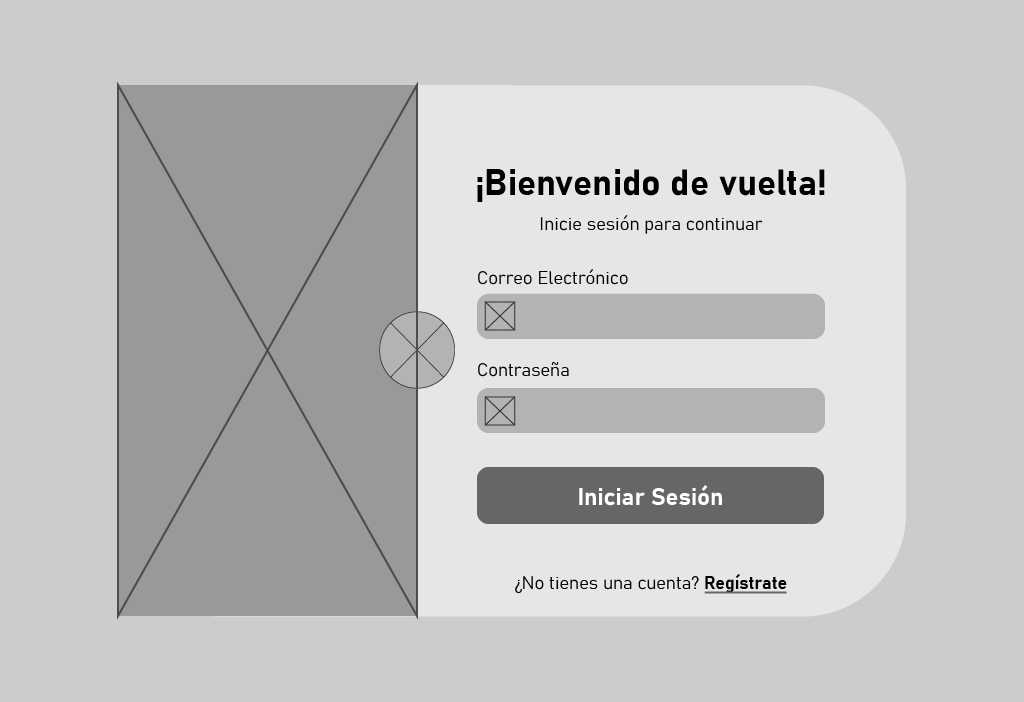 ¡Bienvenido de vuelta!
Inicie sesión para continuar
Correo Electrónico
Contraseña
Iniciar Sesión
¿No tienes una cuenta? Regístrate